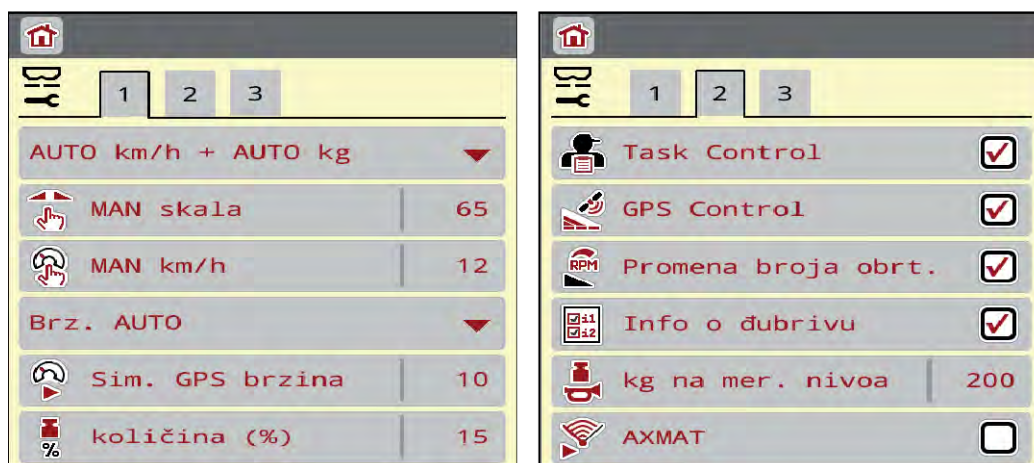 1 2 3
AUTO km/h + AUTO kg
MAN skala 65
MAN km/h 12
Brz. AUTO
Sim. GPS brzina 10
% količina (%) 15
1 2 3
Task Control
GPS Control
RPM Promena broja obrt.
i1
i2
Info o đubrivu
kg na mer. nivoa 200
AXMAT